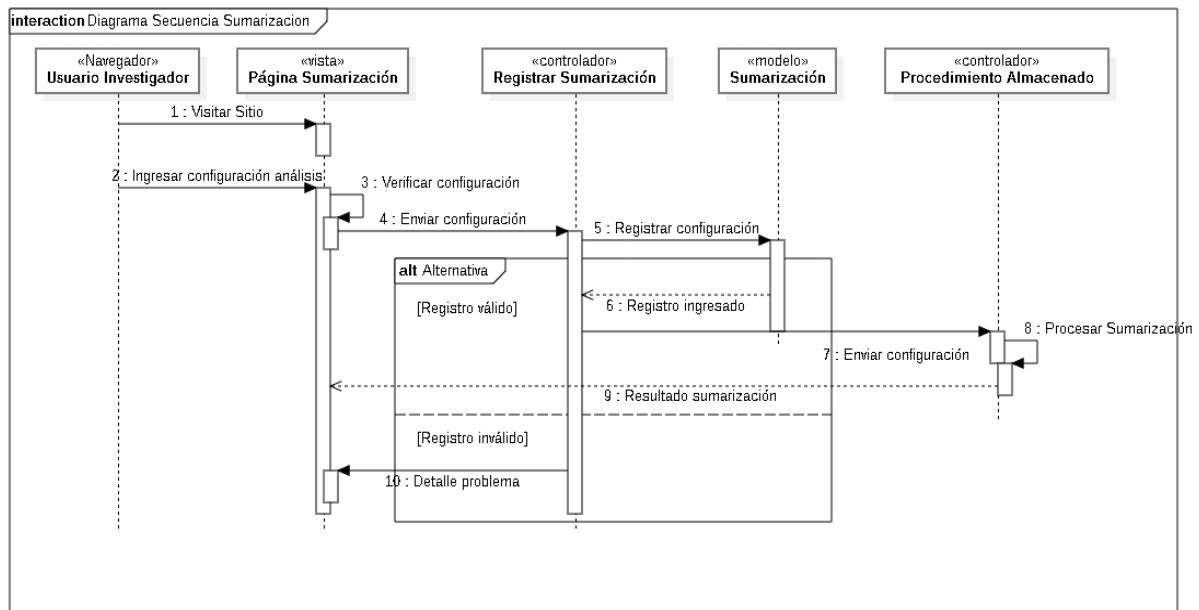 interaction Diagrama Secuencia Sumarizacion
«Navegador»
Usuario Investigador
«vista»
Página Sumarización
«controlador»
Registrar Sumarización
«modelo»
Sumarización
«controlador»
Procedimiento Almacenado
1 : Visitar Sitio
2 : Ingresar configuración análisis
3 : Verificar configuración
4 : Enviar configuración
5 : Registrar configuración
alt Alternativa
[Registro válido]
6 : Registro ingresado
8 : Procesar Sumarización
7 : Enviar configuración
9 : Resultado sumarización
[Registro inválido]
10 : Detalle problema